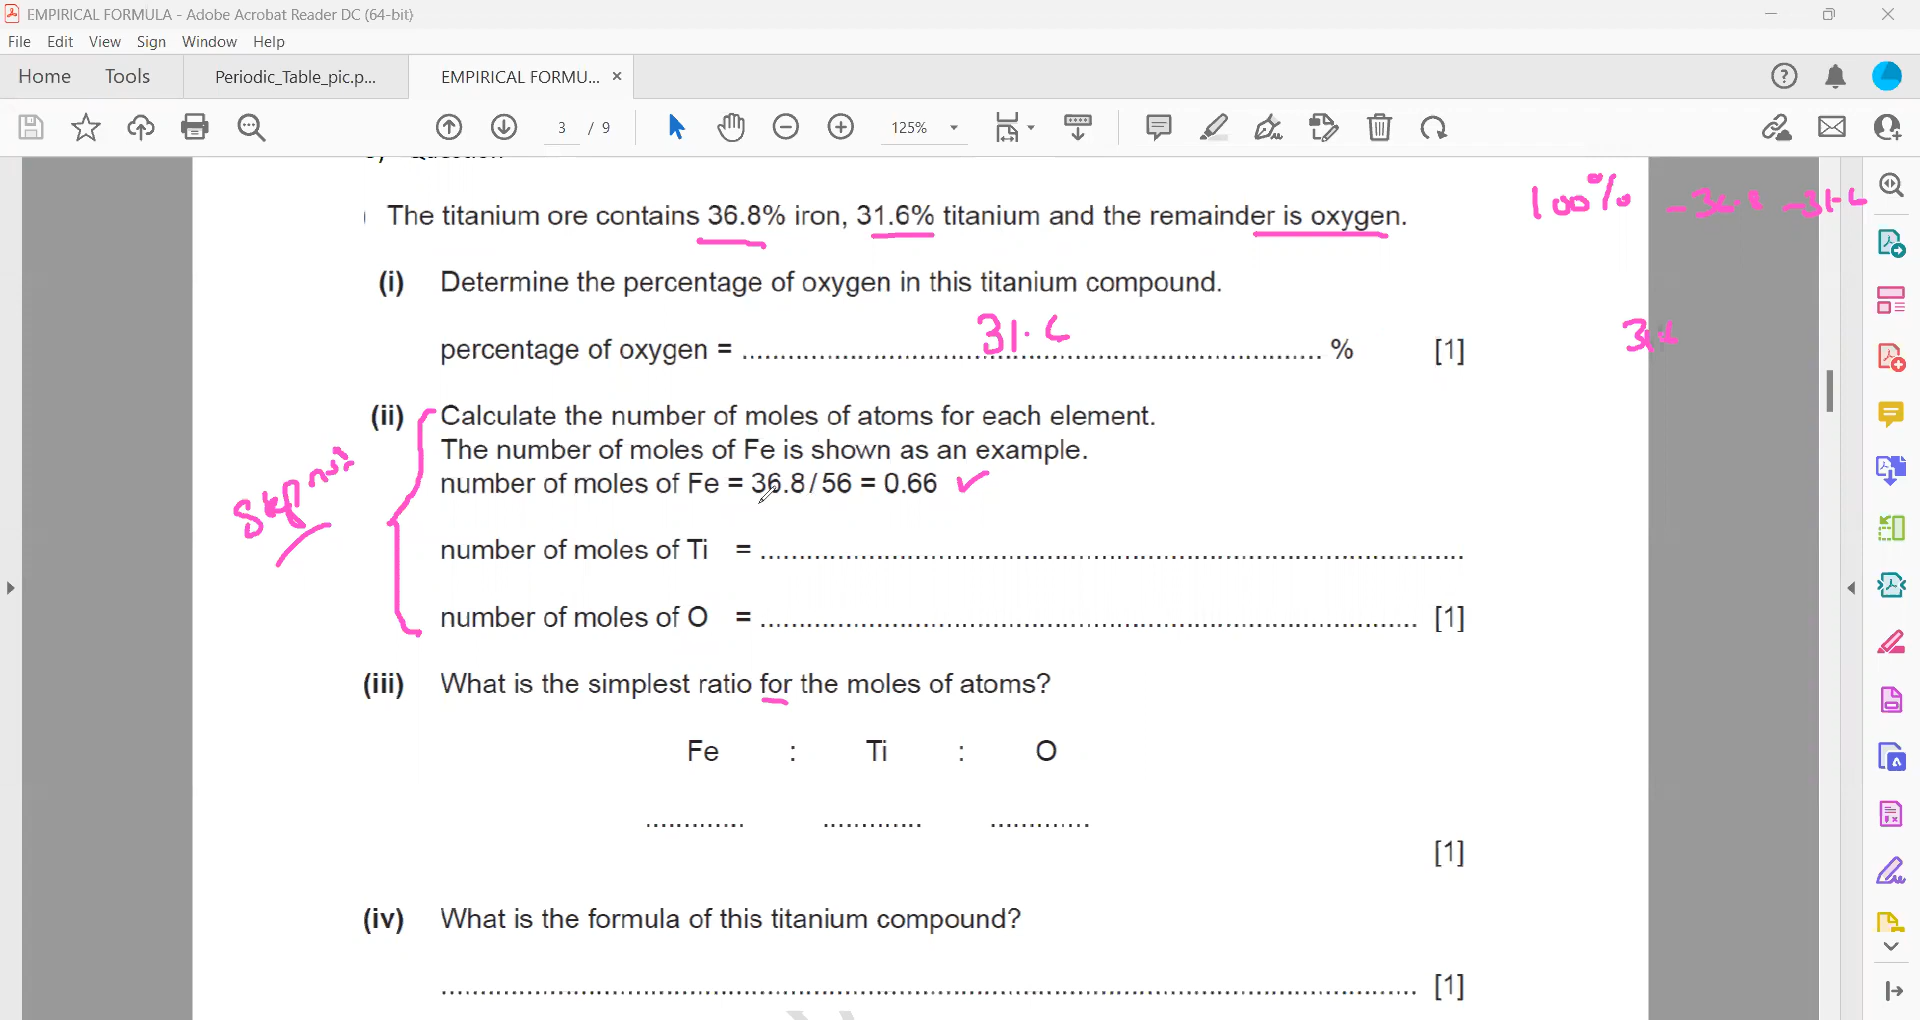 EMPIRICAL FORMULA - Adobe Acrobat Reader DC (64-bit)
File Edit View Sign Window Help
Home Tools Periodic_Table_pic.p... EMPIRICAL FORMU... ×
3 / 9 125%
100% - 36.8 - 31.6
The titanium ore contains 36.8% iron, 31.6% titanium and the remainder is oxygen.
(i) Determine the percentage of oxygen in this titanium compound.
31.6
percentage of oxygen = .......... % [1]
(ii) Calculate the number of moles of atoms for each element.
The number of moles of Fe is shown as an example.
number of moles of Fe = 36.8 / 56 = 0.66 ✓
number of moles of Ti = ..........
number of moles of O = .......... [1]
(iii) What is the simplest ratio for the moles of atoms?
Fe : Ti : O
............. ............. .............
[1]
(iv) What is the formula of this titanium compound?
.......... [1]